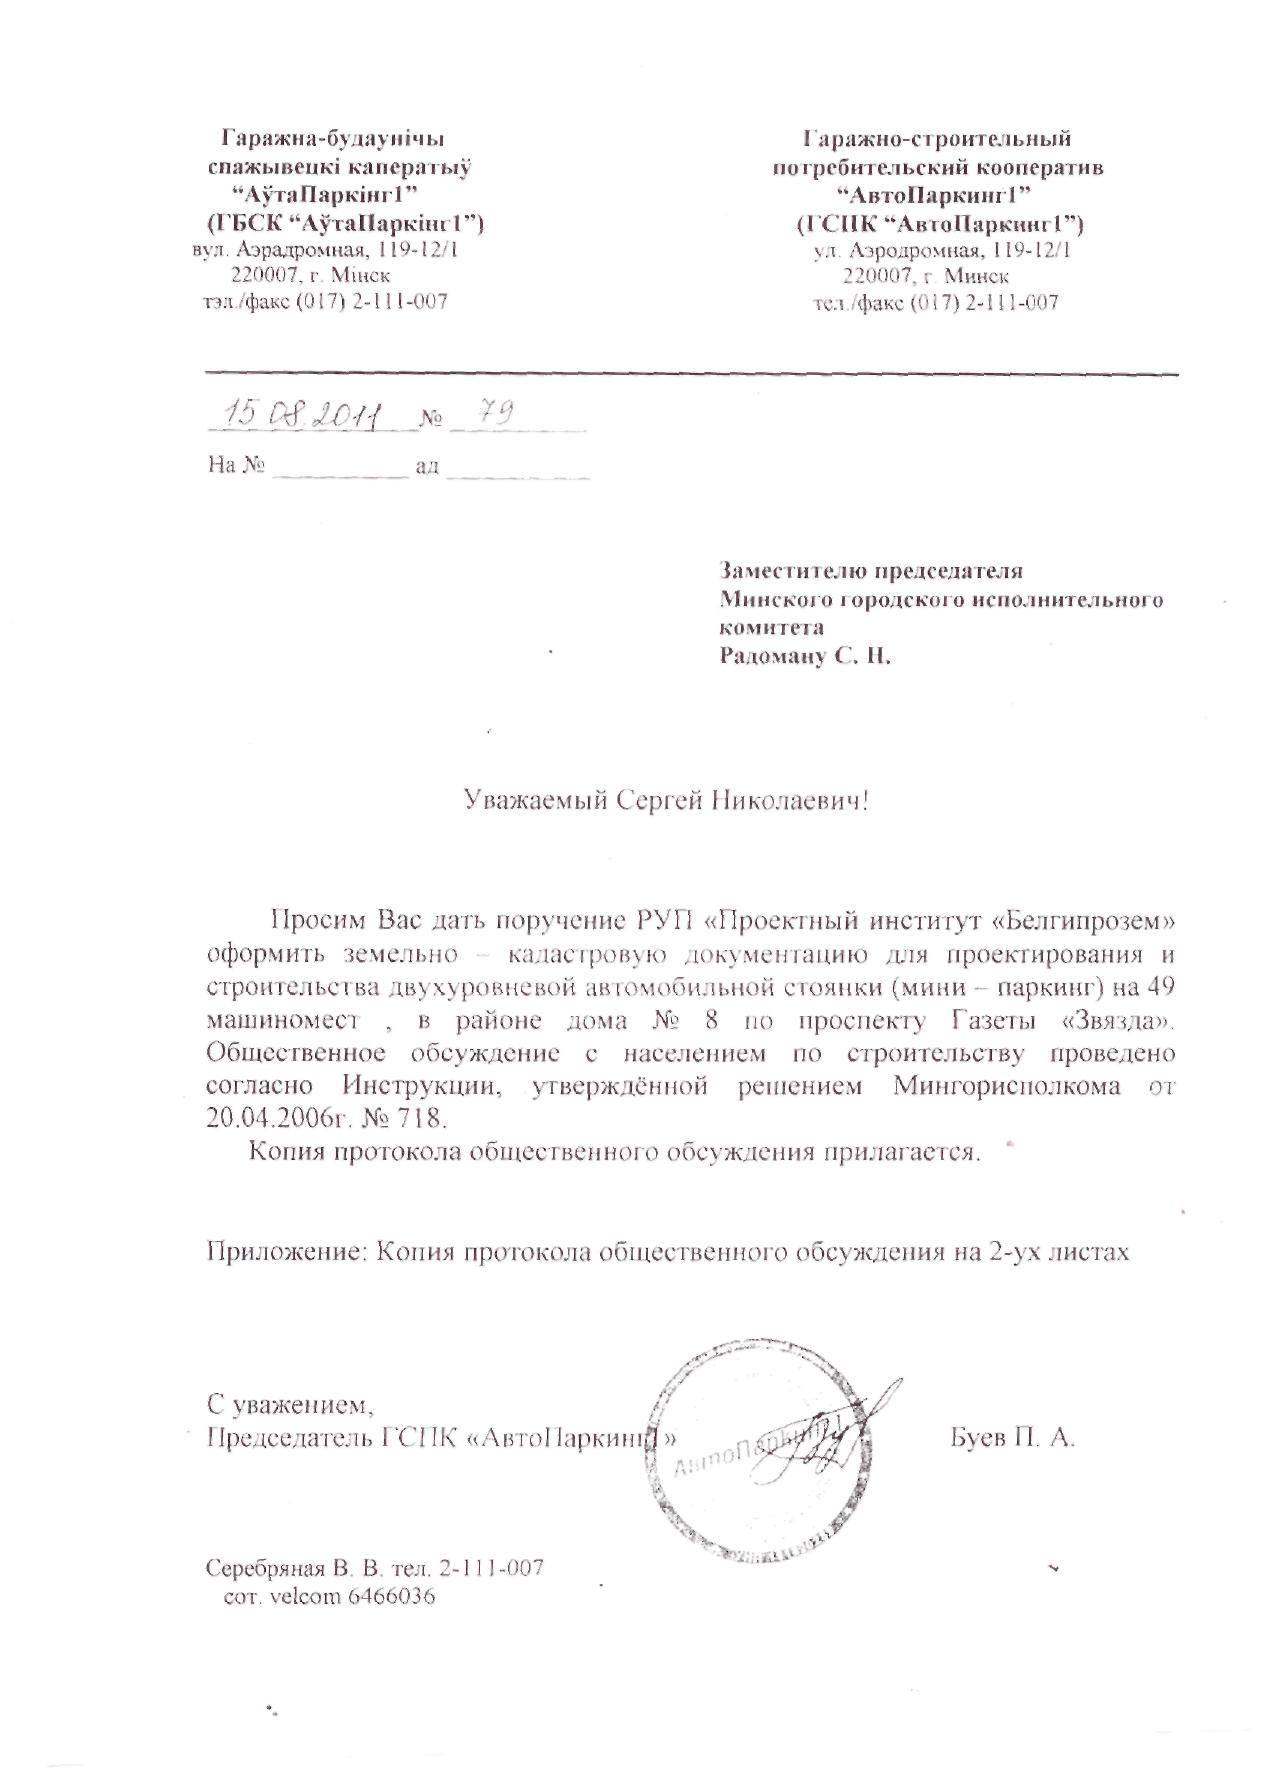 Гаражна-будаунічы
спажывецкі каператыў
“АўтаПаркінг1”
(ГБСК “АўтаПаркінг1”)
вул. Аэрадромная, 119-12/1
220007, г. Мінск
тэл./факс (017) 2-111-007
Гаражно-строительный
потребительский кооператив
“АвтоПаркинг1”
(ГСПК “АвтоПаркинг1”)
ул. Аэродромная, 119-12/1
220007, г. Минск
тел./факс (017) 2-111-007
15 08.2011 № 79
На № __________ ад __________
Заместителю председателя
Минского городского исполнительного
комитета
Радоману С. Н.
Уважаемый Сергей Николаевич!
Просим Вас дать поручение РУП «Проектный институт «Белгипрозем»
оформить земельно – кадастровую документацию для проектирования и
строительства двухуровневой автомобильной стоянки (мини – паркинг) на 49
машиномест , в районе дома № 8 по проспекту Газеты «Звязда».
Общественное обсуждение с населением по строительству проведено
согласно Инструкции, утверждённой решением Мингорисполкома от
20.04.2006г. № 718.
Копия протокола общественного обсуждения прилагается.
Приложение: Копия протокола общественного обсуждения на 2-ух листах
С уважением,
Председатель ГСПК «АвтоПаркинг1» Буев П. А.
АвтоПаркинг1
Серебряная В. В. тел. 2-111-007
сот. velcom 6466036